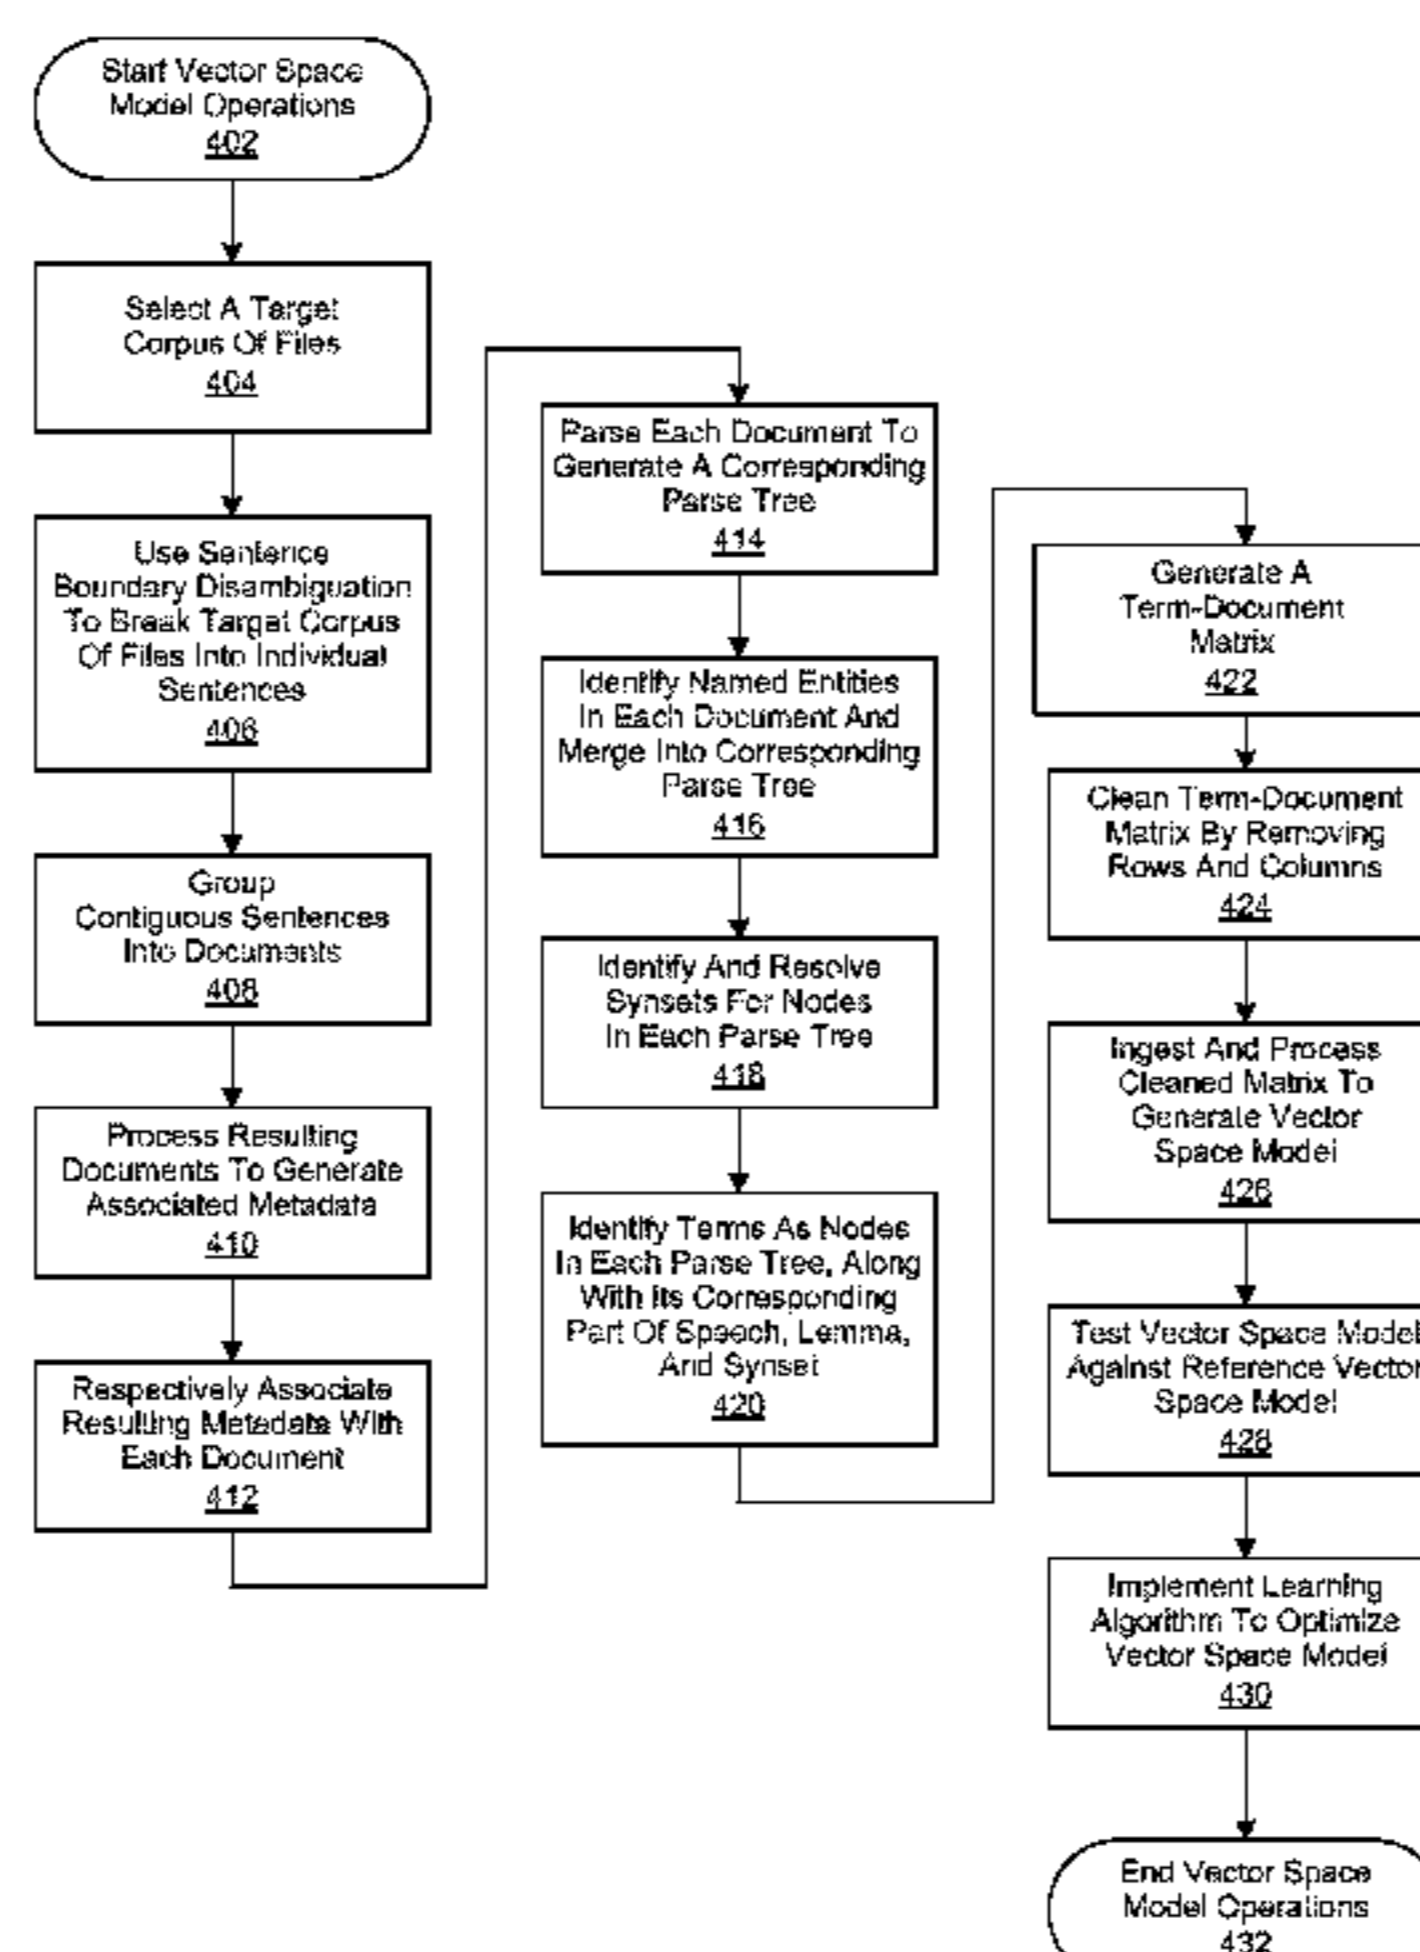 Start Vector Space
Model Operations
402
Select A Target
Corpus Of Files
404
Use Sentence
Boundary Disambiguation
To Break Target Corpus
Of Files Into Individual
Sentences
406
Group
Contiguous Sentences
Into Documents
408
Process Resulting
Documents To Generate
Associated Metadata
410
Respectively Associate
Resulting Metadata With
Each Document
412
Parse Each Document To
Generate A Corresponding
Parse Tree
414
Identify Named Entities
In Each Document And
Merge Into Corresponding
Parse Tree
416
Identify And Resolve
Synsets For Nodes
In Each Parse Tree
418
Identify Terms As Nodes
In Each Parse Tree, Along
With Its Corresponding
Part Of Speech, Lemma,
And Synset
420
Generate A
Term-Document
Matrix
422
Clean Term-Document
Matrix By Removing
Rows And Columns
424
Ingest And Process
Cleaned Matrix To
Generate Vector
Space Model
426
Test Vector Space Model
Against Reference Vector
Space Model
428
Implement Learning
Algorithm To Optimize
Vector Space Model
430
End Vector Space
Model Operations
432